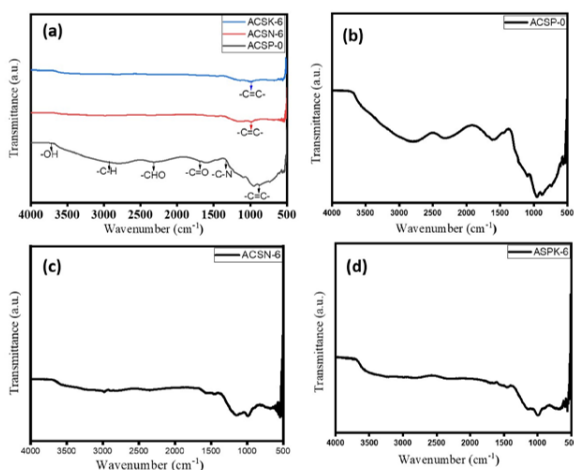 (a)
ACSK-6
ACSN-6
ACSP-0
-C=C-
-C=C-
-OH
-C-H
-CHO
-C=O
-C-N
-C=C-
Transmittance (a.u.)
4000 3500 3000 2500 2000 1500 1000 500
Wavenumber (cm⁻¹)
(b)
ACSP-0
Transmittance (a.u.)
4000 3500 3000 2500 2000 1500 1000 500
Wavenumber (cm⁻¹)
(c)
ACSN-6
Transmittance (a.u.)
4000 3500 3000 2500 2000 1500 1000 500
Wavenumber (cm⁻¹)
(d)
ASPK-6
Transmittance (a.u.)
4000 3500 3000 2500 2000 1500 1000 500
Wavenumber (cm⁻¹)